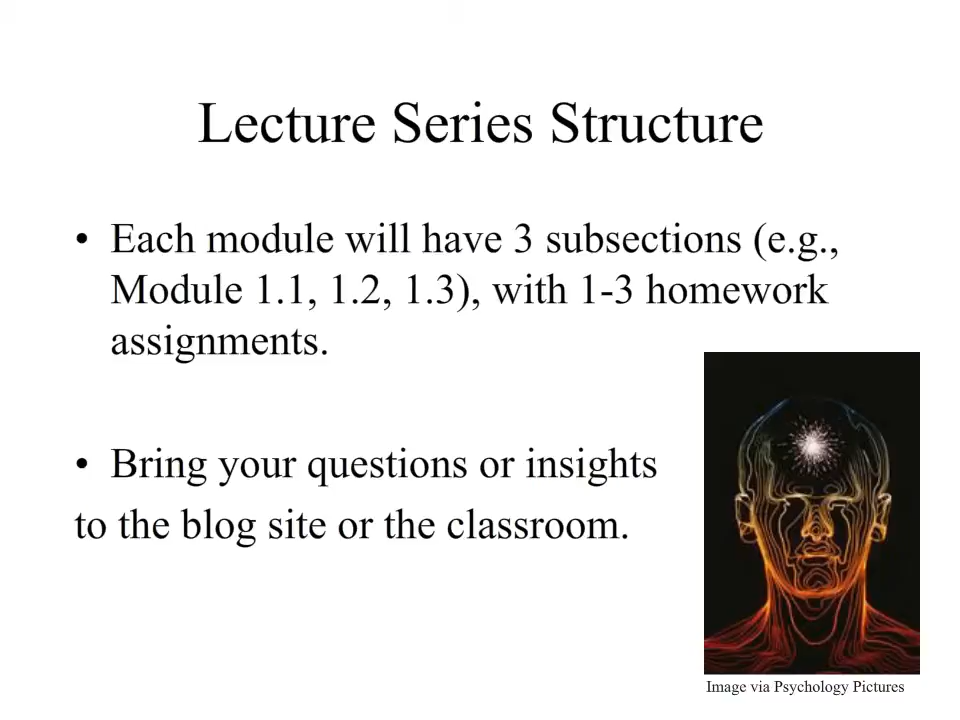 Lecture Series Structure
• Each module will have 3 subsections (e.g.,
Module 1.1, 1.2, 1.3), with 1-3 homework
assignments.
• Bring your questions or insights
to the blog site or the classroom.
Image via Psychology Pictures